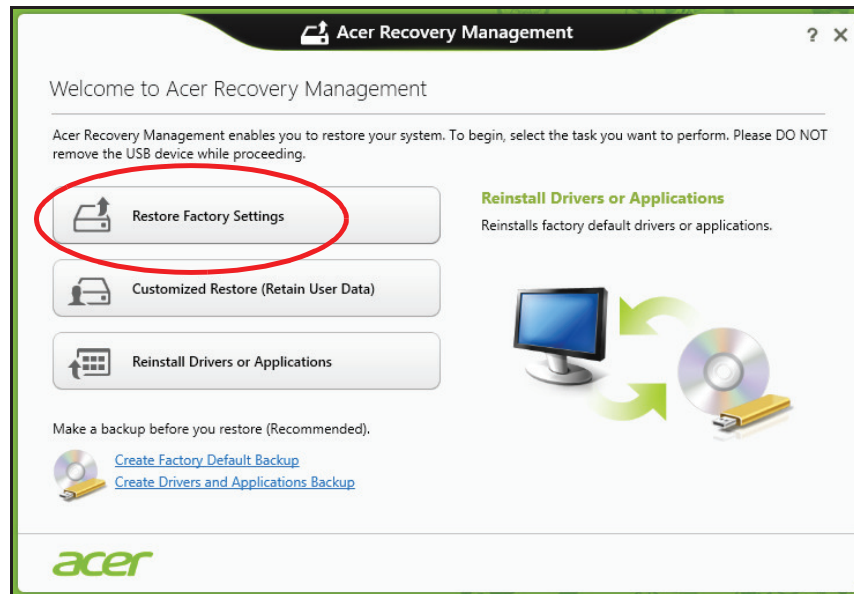 Acer Recovery Management
? X
Welcome to Acer Recovery Management
Acer Recovery Management enables you to restore your system. To begin, select the task you want to perform. Please DO NOT
remove the USB device while proceeding.
Restore Factory Settings
Customized Restore (Retain User Data)
Reinstall Drivers or Applications
Reinstall Drivers or Applications
Reinstalls factory default drivers or applications.
Make a backup before you restore (Recommended).
Create Factory Default Backup
Create Drivers and Applications Backup
acer